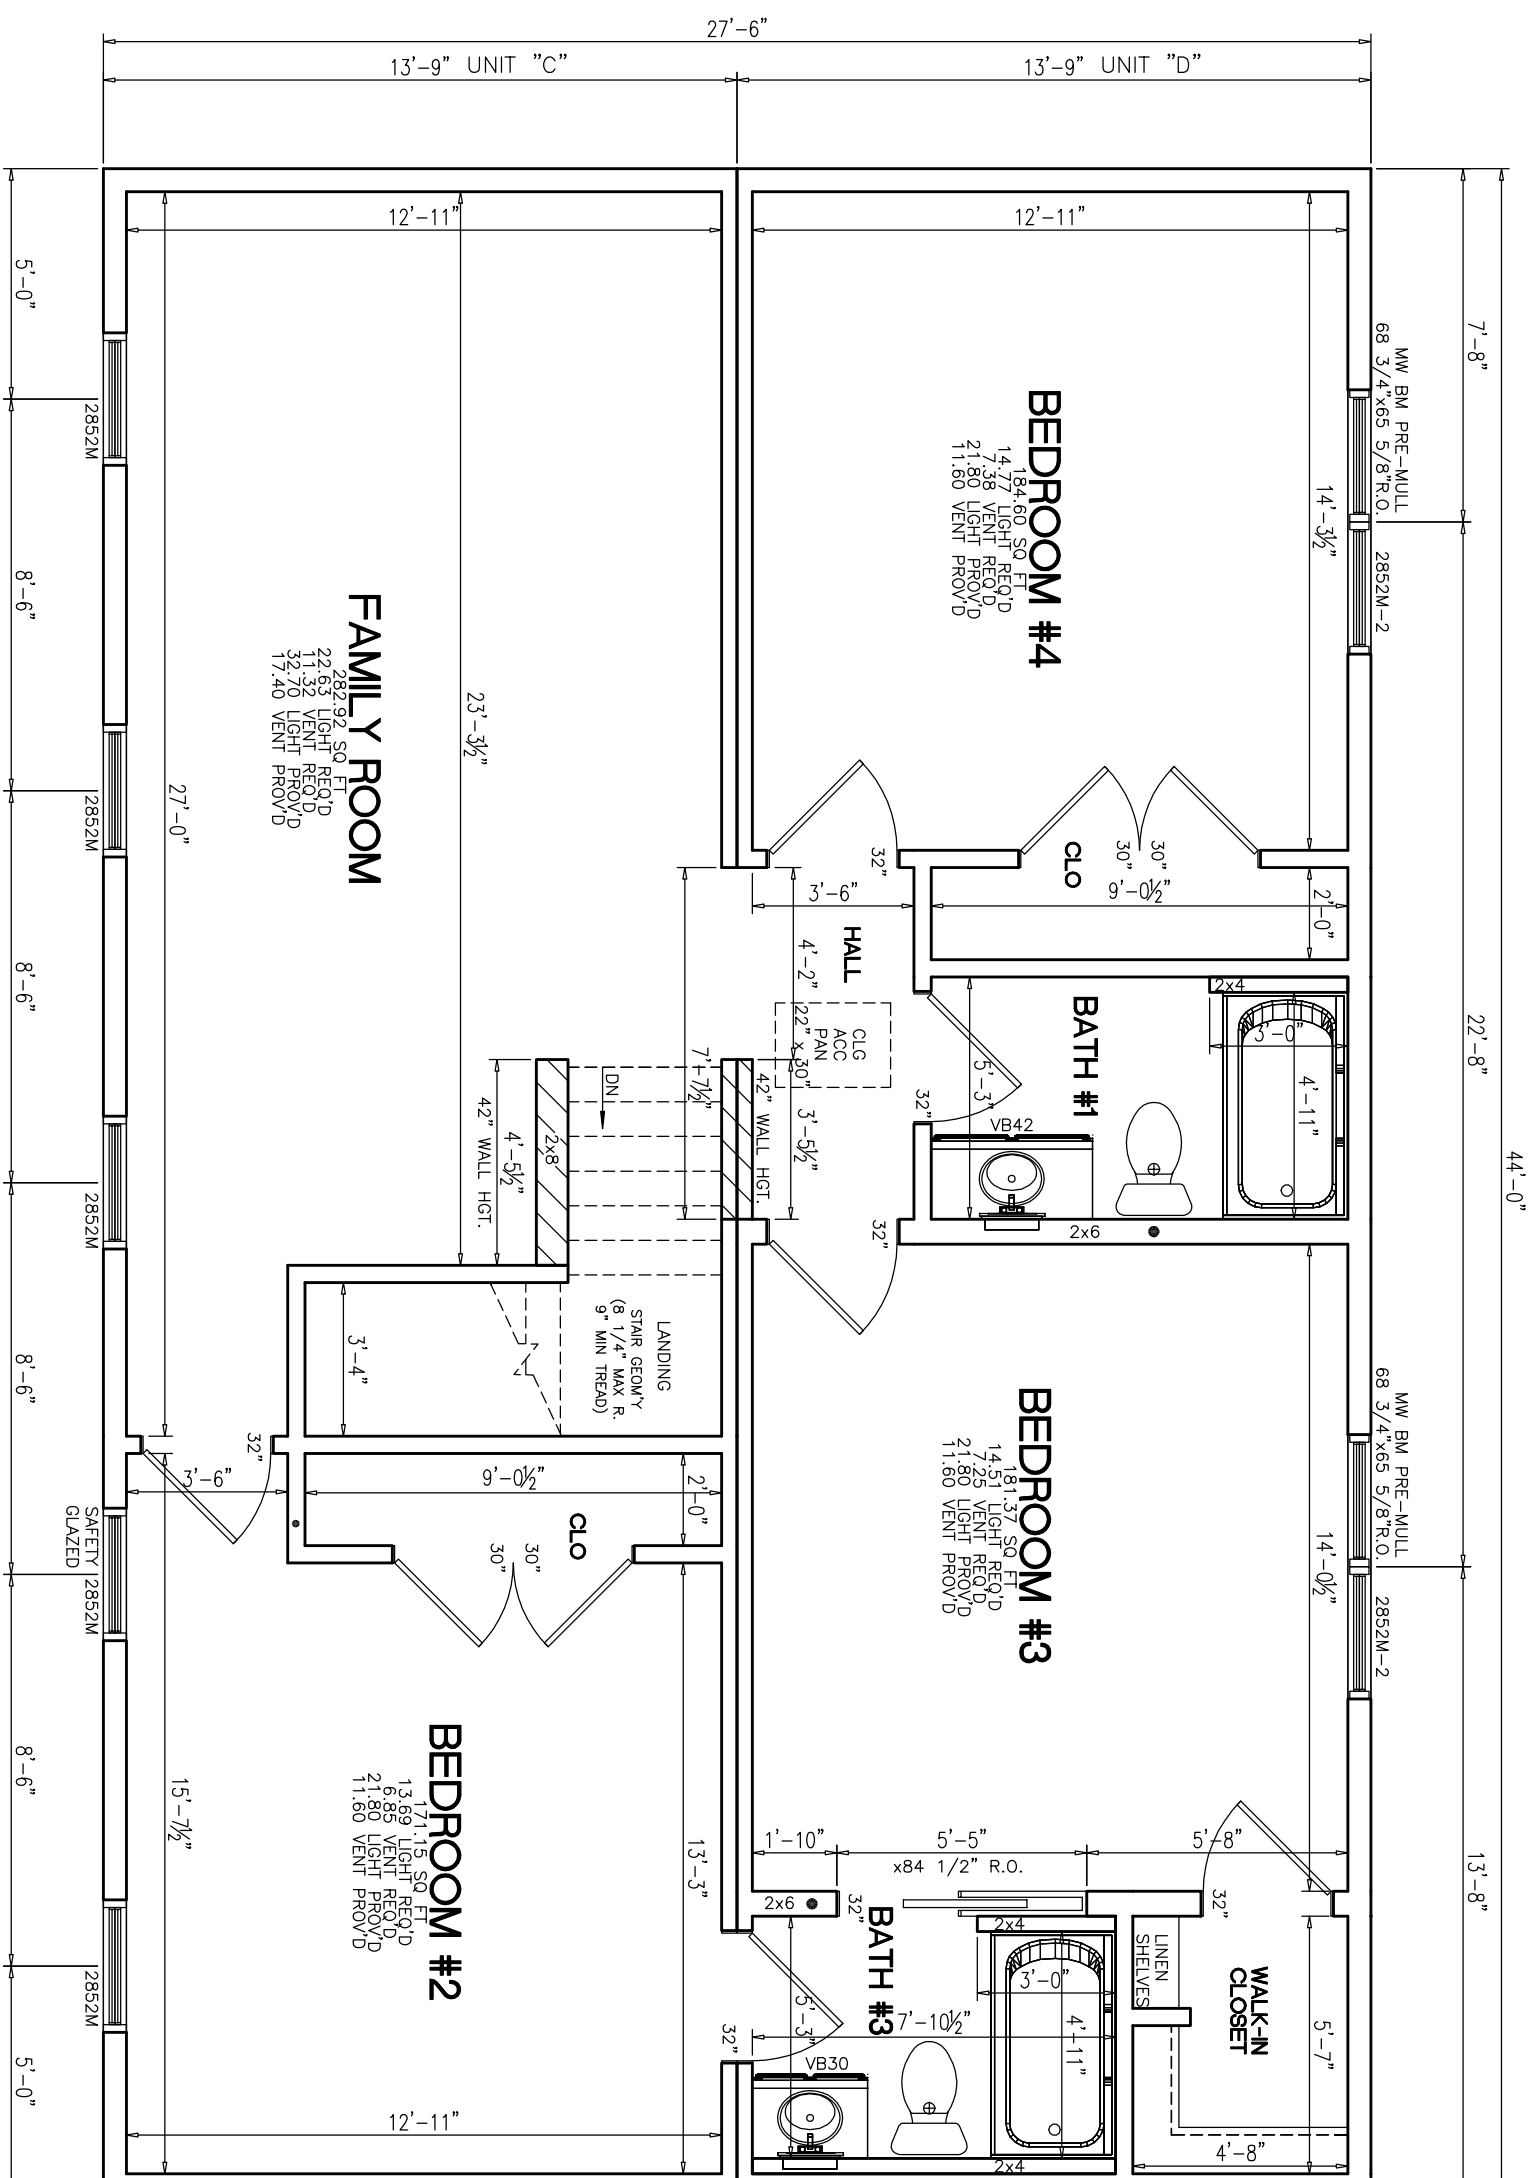 27'-6"
13'-9" UNIT "C"
13'-9" UNIT "D"
44'-0"
7'-8"
22'-8"
13'-8"
MW BM PRE-MULL
68 3/4"x65 5/8"R.O.
2852M-2
MW BM PRE-MULL
68 3/4"x65 5/8"R.O.
2852M-2
12'-11"
14'-3½"
BEDROOM #4
184.60 SQ FT
14.77 LIGHT REQ'D
7.38 VENT REQ'D
21.80 LIGHT PROV'D
11.60 VENT PROV'D
32"
30"
30"
CLO
9'-0½"
2'-0"
3'-6"
HALL
4'-2"
CLG
ACC
PAN
22" x 30"
7'-7½"
3'-5½"
42" WALL HGT.
BATH #1
2x4
3'-0"
4'-11"
5'-3"
32"
VB42
2x6
32"
BEDROOM #3
181.37 SQ FT
14.51 LIGHT REQ'D
7.25 VENT REQ'D
21.80 LIGHT PROV'D
11.60 VENT PROV'D
14'-0½"
1'-10"
5'-5"
x84 1/2" R.O.
5'-8"
2x6
32"
32"
BATH #3
2x4
3'-0"
4'-11"
7'-10½"
5'-3"
32"
VB30
2x4
LINEN
SHELVES
WALK-IN
CLOSET
5'-7"
4'-8"
12'-11"
FAMILY ROOM
282.92 SQ FT
22.63 LIGHT REQ'D
11.32 VENT REQ'D
32.70 LIGHT PROV'D
17.40 VENT PROV'D
23'-3½"
27'-0"
DN
2x8
4'-5½"
42" WALL HGT.
LANDING
STAIR GEOM'Y
(8 1/4" MAX R.
9" MIN TREAD)
3'-4"
32"
3'-6"
9'-0½"
2'-0"
CLO
30"
30"
BEDROOM #2
171.15 SQ FT
13.69 LIGHT REQ'D
6.85 VENT REQ'D
21.80 LIGHT PROV'D
11.60 VENT PROV'D
13'-3"
15'-7½"
12'-11"
2852M
2852M
2852M
SAFETY
GLAZED
2852M
2852M
5'-0"
8'-6"
8'-6"
8'-6"
8'-6"
5'-0"